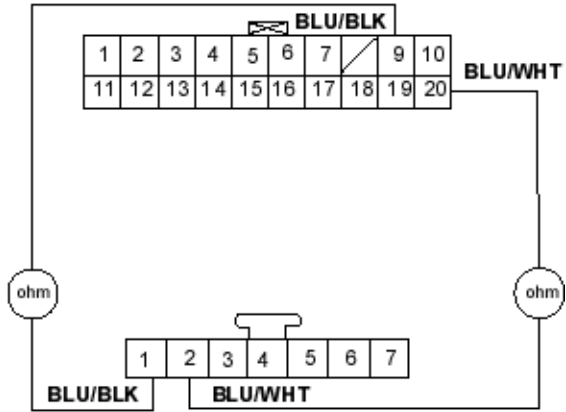 BLU/BLK
1 2 3 4 5 6 7 9 10
BLU/WHT
11 12 13 14 15 16 17 18 19 20
ohm ohm
1 2 3 4 5 6 7
BLU/BLK BLU/WHT